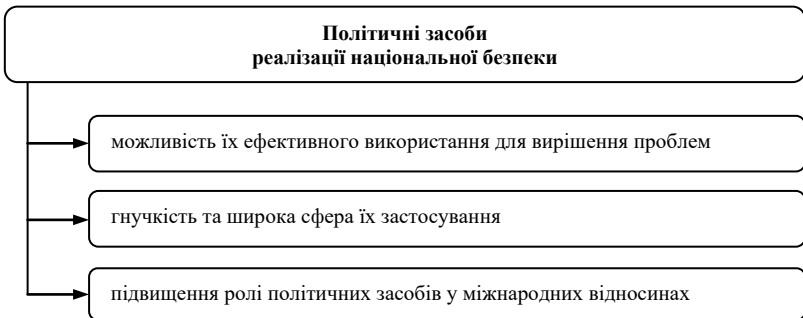 Політичні засоби
реалізації національної безпеки
можливість їх ефективного використання для вирішення проблем
гнучкість та широка сфера їх застосування
підвищення ролі політичних засобів у міжнародних відносинах